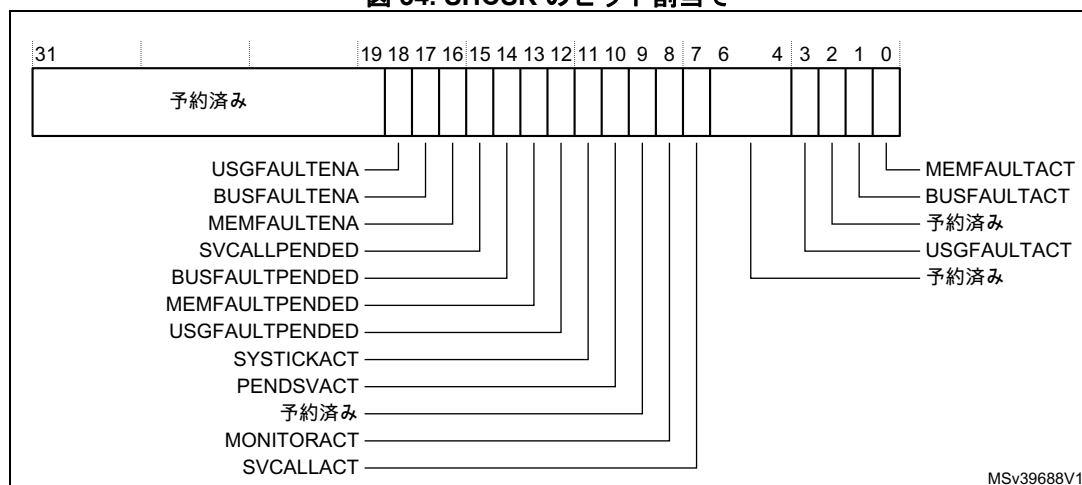 図 34. SHCSR のビット割当て
31 19 18 17 16 15 14 13 12 11 10 9 8 7 6 4 3 2 1 0
予約済み
USGFAULTENA
BUSFAULTENA
MEMFAULTENA
SVCALLPENDED
BUSFAULTPENDED
MEMFAULTPENDED
USGFAULTPENDED
SYSTICKACT
PENDSVACT
予約済み
MONITORACT
SVCALLACT
MEMFAULTACT
BUSFAULTACT
予約済み
USGFAULTACT
予約済み
MSv39688V1